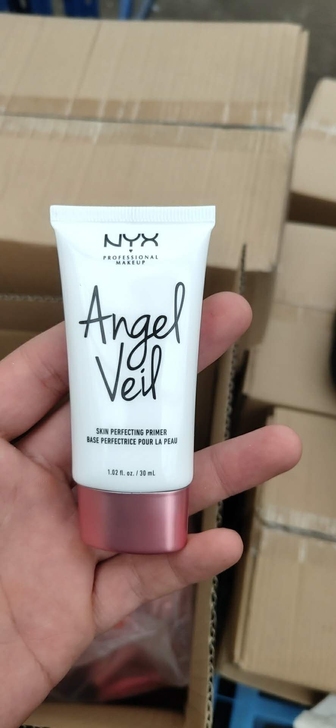 NYX
PROFESSIONAL
MAKEUP
Angel
Veil
SKIN PERFECTING PRIMER
BASE PERFECTRICE POUR LA PEAU
1.02 fl. oz. / 30 mL